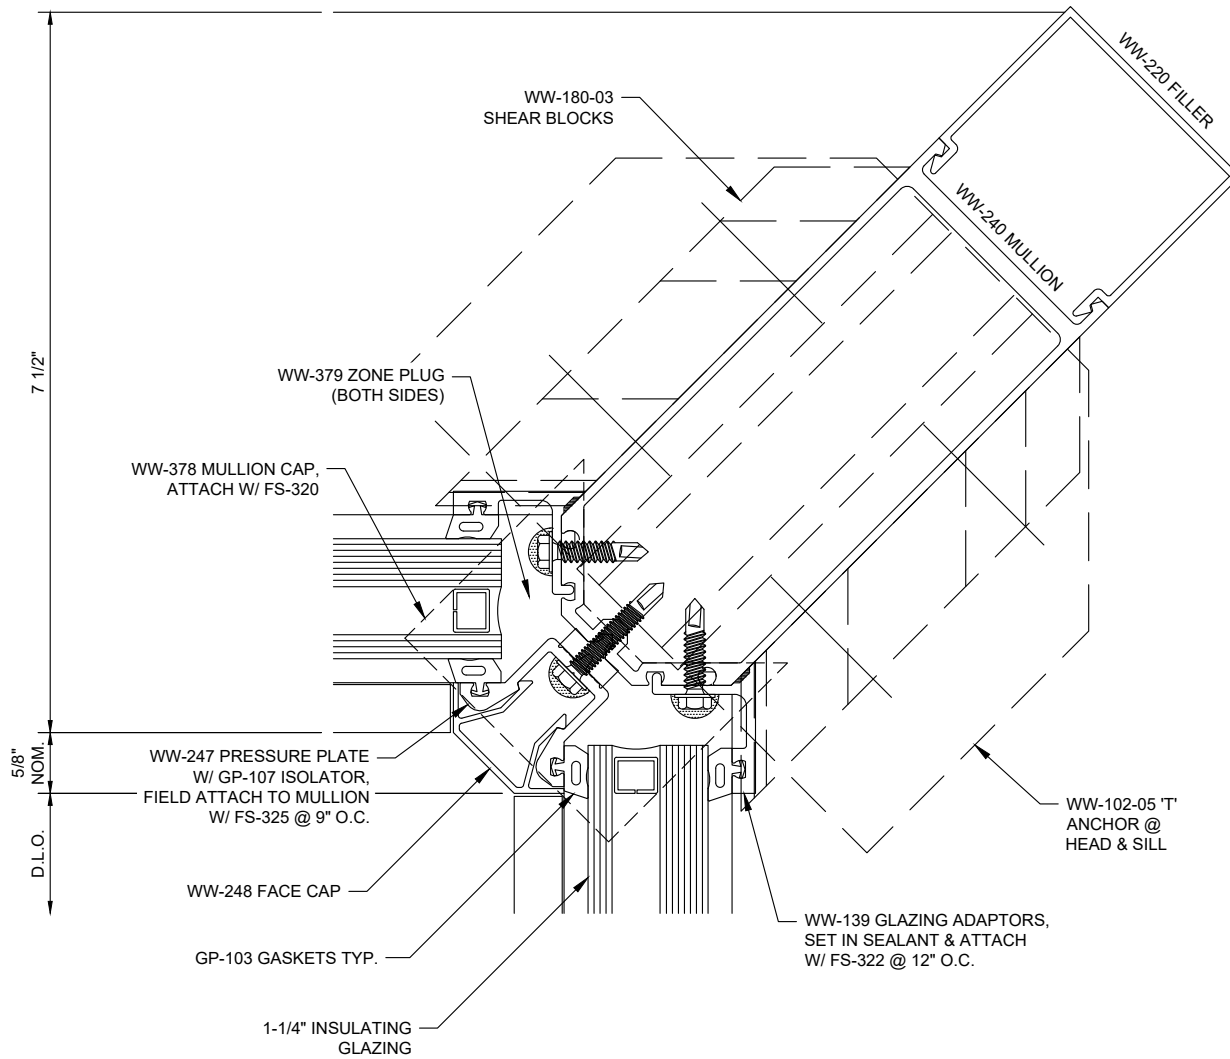 WW-220 FILLER
WW-180-03
SHEAR BLOCKS
WW-240 MULLION
7 1/2"
WW-379 ZONE PLUG
(BOTH SIDES)
WW-378 MULLION CAP,
ATTACH W/ FS-320
5/8"
NOM.
WW-247 PRESSURE PLATE
W/ GP-107 ISOLATOR,
FIELD ATTACH TO MULLION
W/ FS-325 @ 9" O.C.
D.L.O.
WW-102-05 'T'
ANCHOR @
HEAD & SILL
WW-248 FACE CAP
WW-139 GLAZING ADAPTORS,
SET IN SEALANT & ATTACH
W/ FS-322 @ 12" O.C.
GP-103 GASKETS TYP.
1-1/4" INSULATING
GLAZING